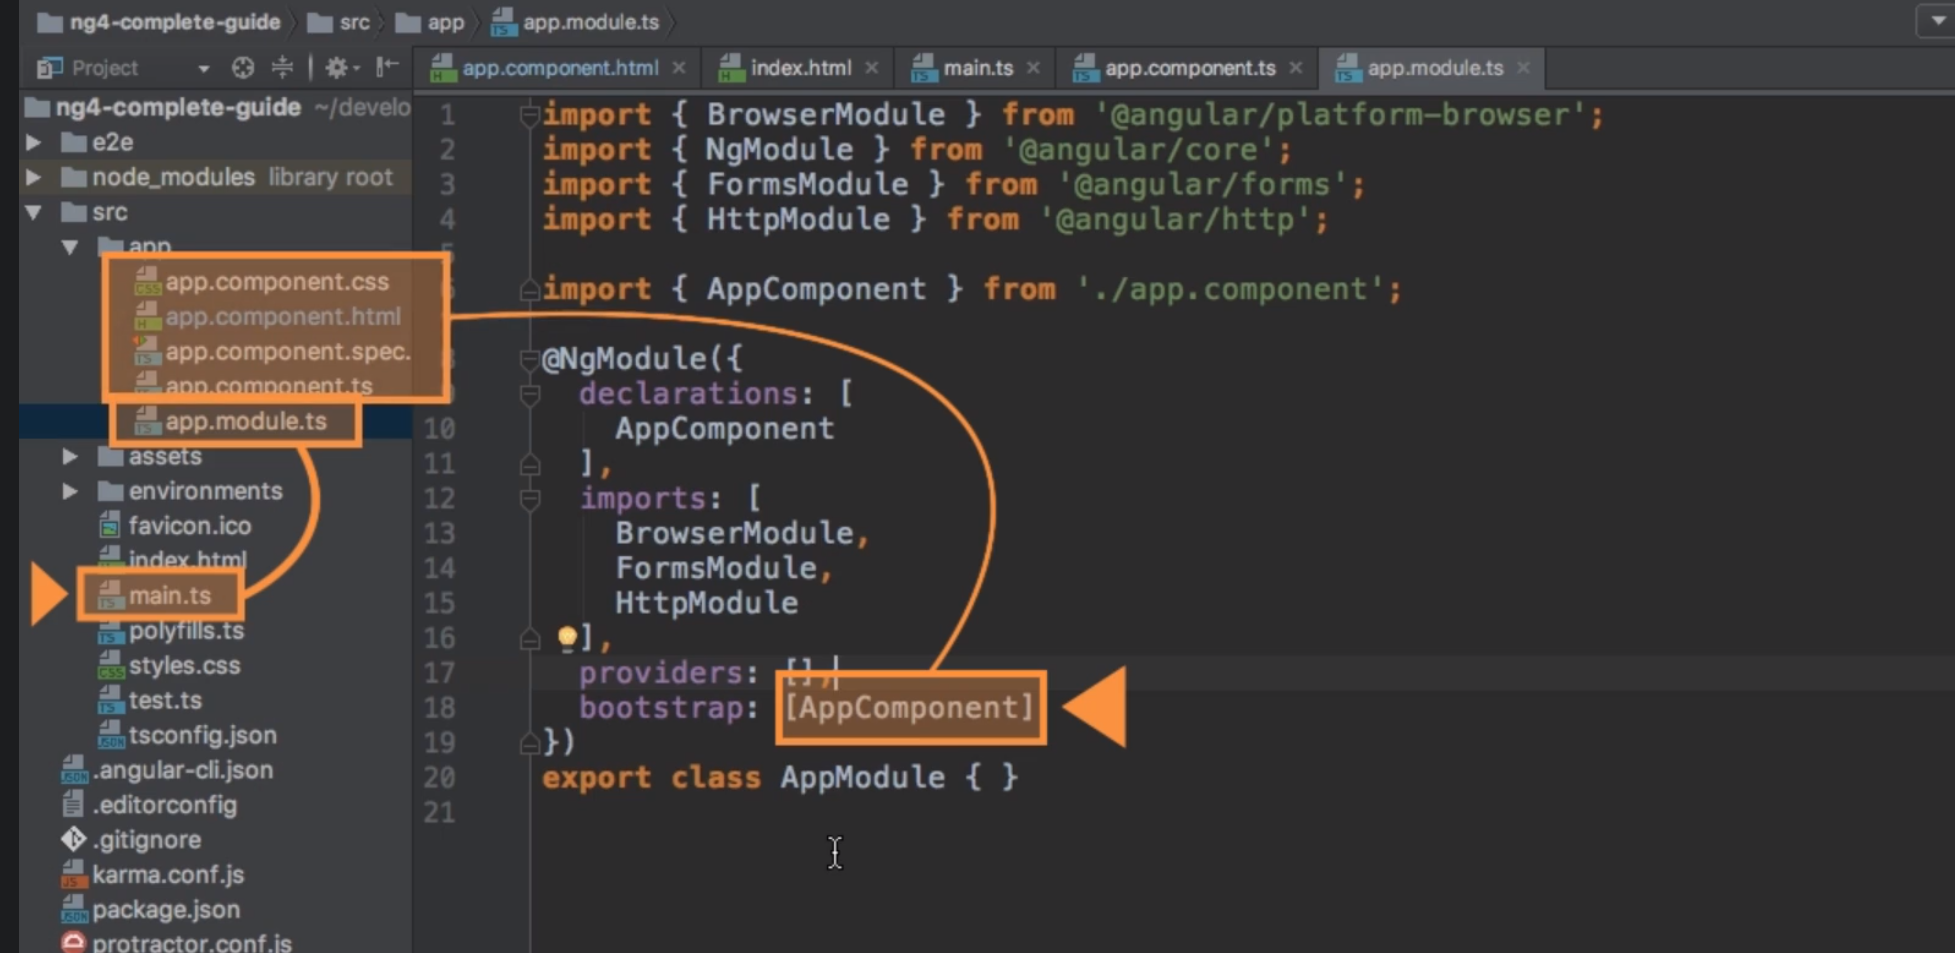 ng4-complete-guide src app app.module.ts
Project
app.component.html index.html main.ts app.component.ts app.module.ts
ng4-complete-guide ~/develo
e2e
node_modules library root
src
app
app.component.css
app.component.html
app.component.spec.
app.component.ts
app.module.ts
assets
environments
favicon.ico
index.html
main.ts
polyfills.ts
styles.css
test.ts
tsconfig.json
.angular-cli.json
.editorconfig
.gitignore
karma.conf.js
package.json
protractor.conf.js
1 import { BrowserModule } from '@angular/platform-browser';
2 import { NgModule } from '@angular/core';
3 import { FormsModule } from '@angular/forms';
4 import { HttpModule } from '@angular/http';
5
import { AppComponent } from './app.component';
@NgModule({
declarations: [
10 AppComponent
11 ],
12 imports: [
13 BrowserModule,
14 FormsModule,
15 HttpModule
16 ],
17 providers: [],
18 bootstrap: [AppComponent]
19 })
20 export class AppModule { }
21